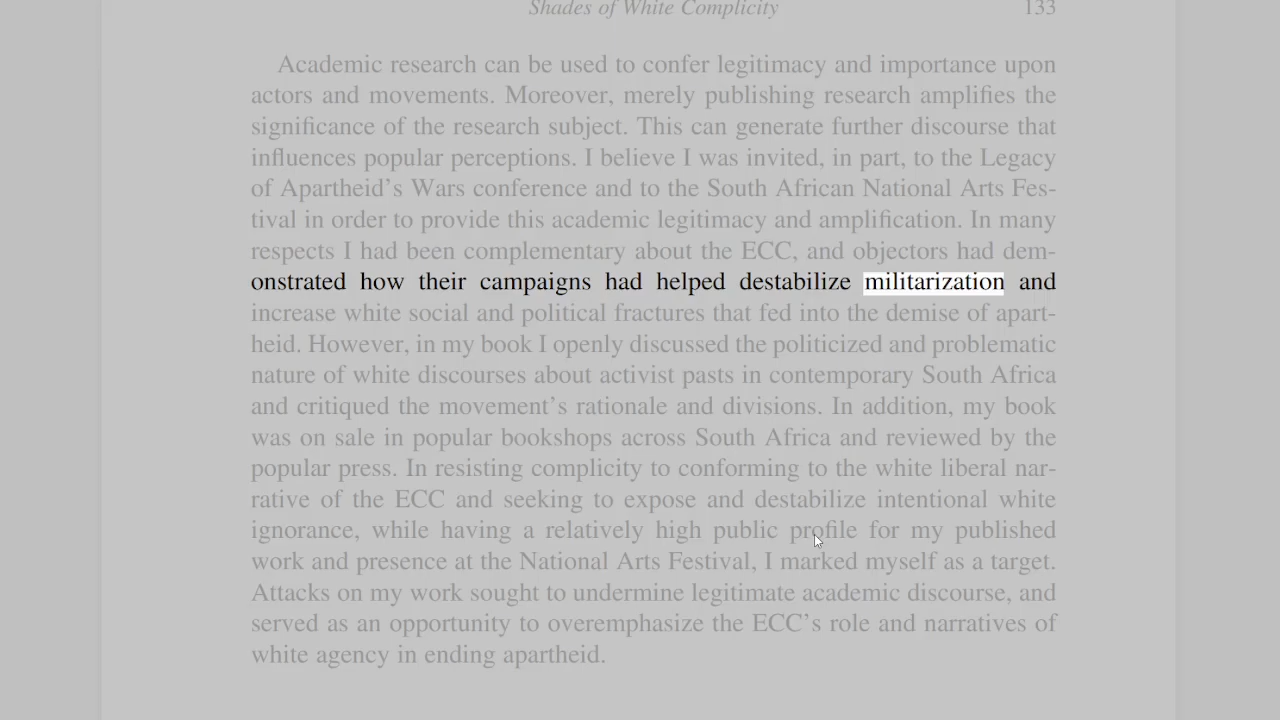 Shades of White Complicity 133
Academic research can be used to confer legitimacy and importance upon
actors and movements. Moreover, merely publishing research amplifies the
significance of the research subject. This can generate further discourse that
influences popular perceptions. I believe I was invited, in part, to the Legacy
of Apartheid’s Wars conference and to the South African National Arts Fes-
tival in order to provide this academic legitimacy and amplification. In many
respects I had been complementary about the ECC, and objectors had dem-
onstrated how their campaigns had helped destabilize militarization and
increase white social and political fractures that fed into the demise of apart-
heid. However, in my book I openly discussed the politicized and problematic
nature of white discourses about activist pasts in contemporary South Africa
and critiqued the movement’s rationale and divisions. In addition, my book
was on sale in popular bookshops across South Africa and reviewed by the
popular press. In resisting complicity to conforming to the white liberal nar-
rative of the ECC and seeking to expose and destabilize intentional white
ignorance, while having a relatively high public profile for my published
work and presence at the National Arts Festival, I marked myself as a target.
Attacks on my work sought to undermine legitimate academic discourse, and
served as an opportunity to overemphasize the ECC’s role and narratives of
white agency in ending apartheid.